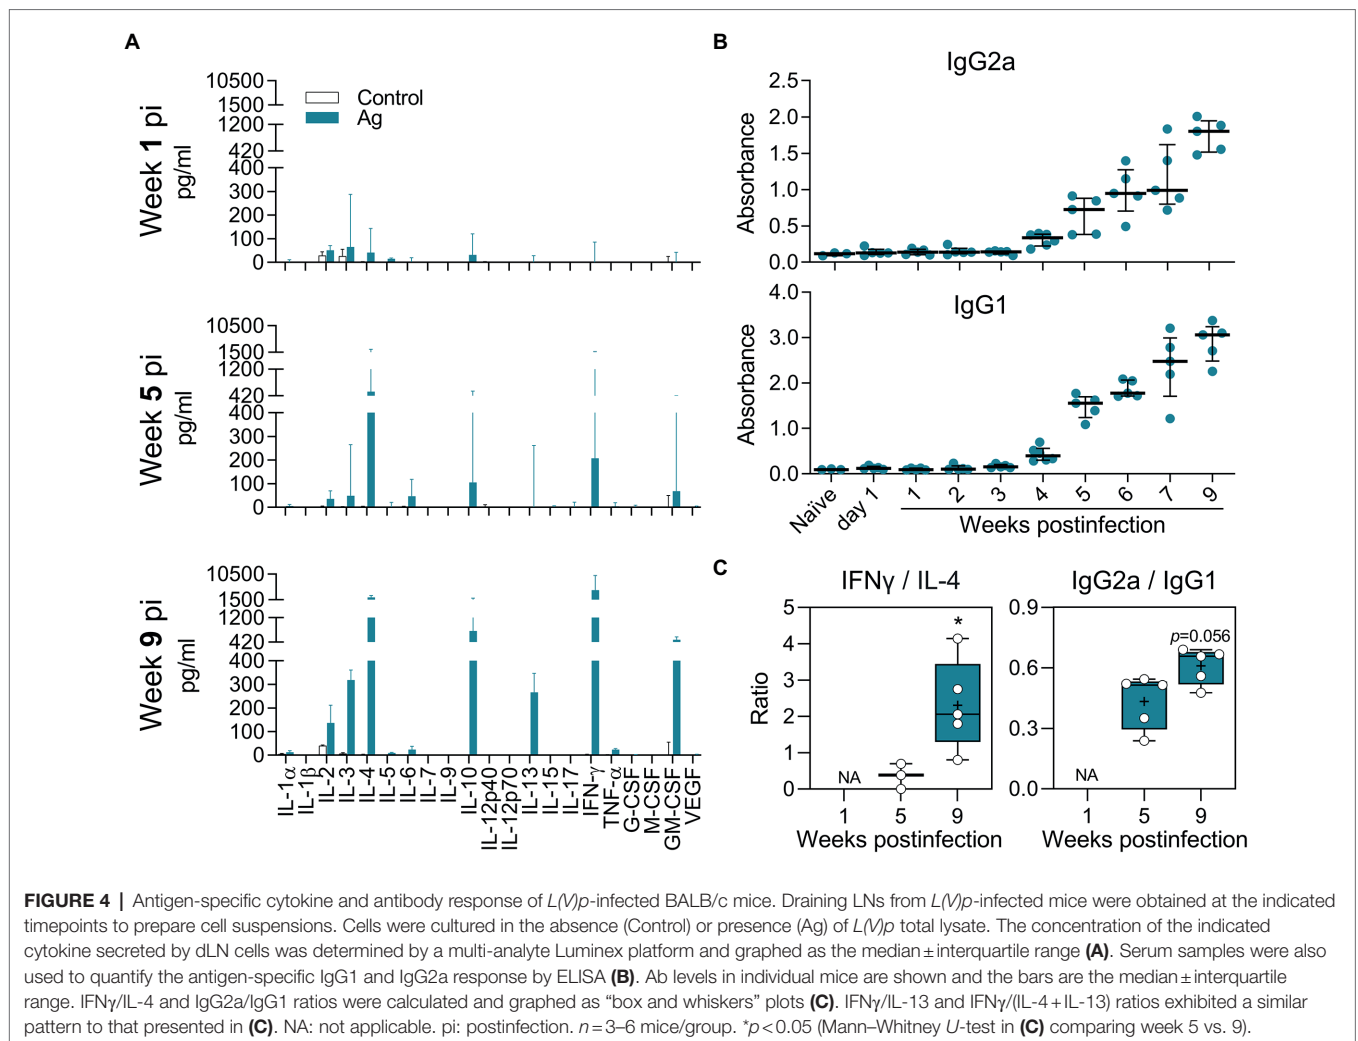 A
Week 1 pi
pg/ml
10500
1500
1200
420
400
300
200
100
0
Control
Ag
Week 5 pi
pg/ml
10500
1500
1200
420
400
300
200
100
0
Week 9 pi
pg/ml
10500
1500
1200
420
400
300
200
100
0
IL-1α
IL-1β
IL-2
IL-3
IL-4
IL-5
IL-6
IL-7
IL-9
IL-10
IL-12p40
IL-12p70
IL-13
IL-15
IL-17
IFN-γ
TNF-α
G-CSF
M-CSF
GM-CSF
VEGF
B
IgG2a
Absorbance
2.5
2.0
1.5
1.0
0.5
0.0
IgG1
Absorbance
4.0
3.0
2.0
1.0
0.0
Naïve
day 1
1
2
3
4
5
6
7
9
Weeks postinfection
C
IFNγ / IL-4
Ratio
5
4
3
2
1
0
NA
*
1 5 9
Weeks postinfection
IgG2a / IgG1
0.9
0.6
0.3
0.0
NA
p=0.056
1 5 9
Weeks postinfection
FIGURE 4 | Antigen-specific cytokine and antibody response of L(V)p-infected BALB/c mice. Draining LNs from L(V)p-infected mice were obtained at the indicated
timepoints to prepare cell suspensions. Cells were cultured in the absence (Control) or presence (Ag) of L(V)p total lysate. The concentration of the indicated
cytokine secreted by dLN cells was determined by a multi-analyte Luminex platform and graphed as the median ± interquartile range (A). Serum samples were also
used to quantify the antigen-specific IgG1 and IgG2a response by ELISA (B). Ab levels in individual mice are shown and the bars are the median ± interquartile
range. IFNγ/IL-4 and IgG2a/IgG1 ratios were calculated and graphed as “box and whiskers” plots (C). IFNγ/IL-13 and IFNγ/(IL-4 + IL-13) ratios exhibited a similar
pattern to that presented in (C). NA: not applicable. pi: postinfection. n = 3–6 mice/group. *p < 0.05 (Mann–Whitney U-test in (C) comparing week 5 vs. 9).